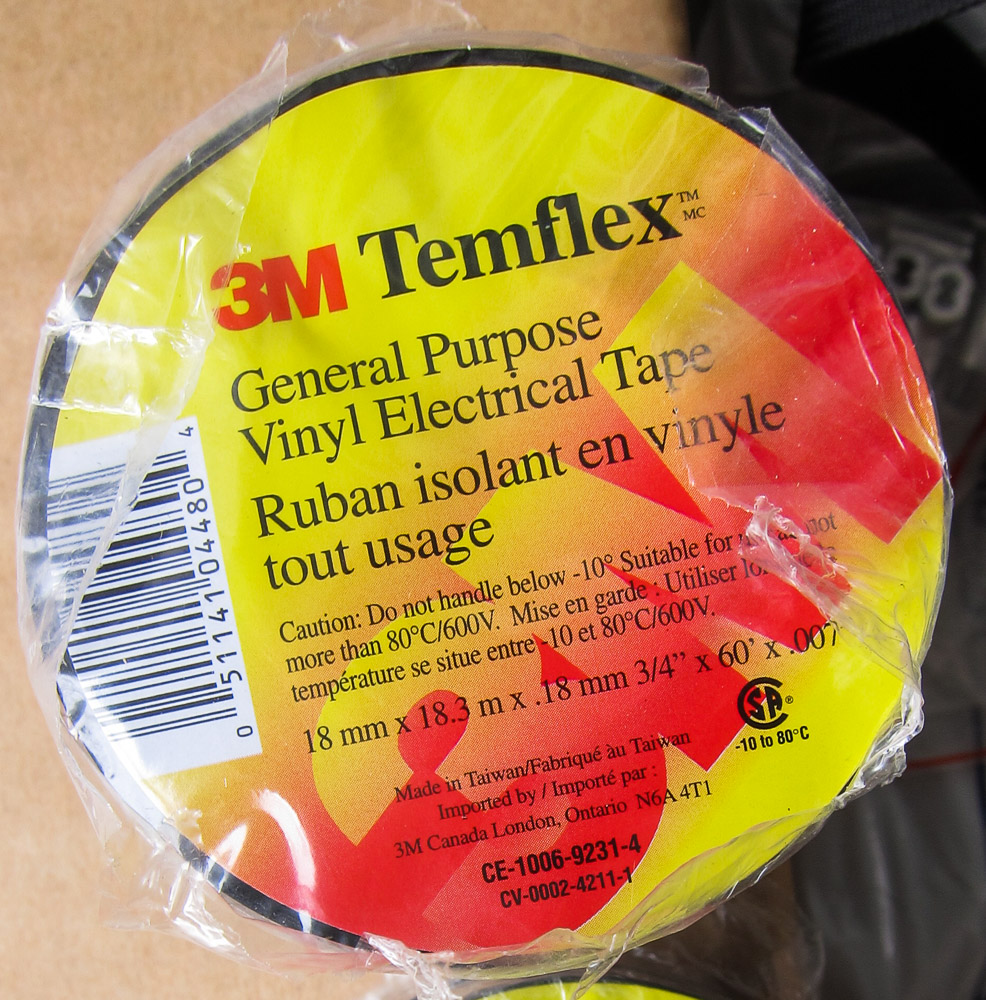 3M Temflex™ MC
General Purpose
Vinyl Electrical Tape
Ruban isolant en vinyle
tout usage
Caution: Do not handle below -10° Suitable for not
more than 80°C/600V. Mise en garde : Utiliser
température se situe entre -10 et 80°C/600V.
18 mm x 18.3 m x .18 mm 3/4" x 60' x .007
CSA®
-10 to 80°C
Made in Taiwan/Fabriqué au Taiwan
Imported by / Importé par :
3M Canada London, Ontario N6A 4T1
CE-1006-9231-4
CV-0002-4211-1
0 51141 04480 4
00